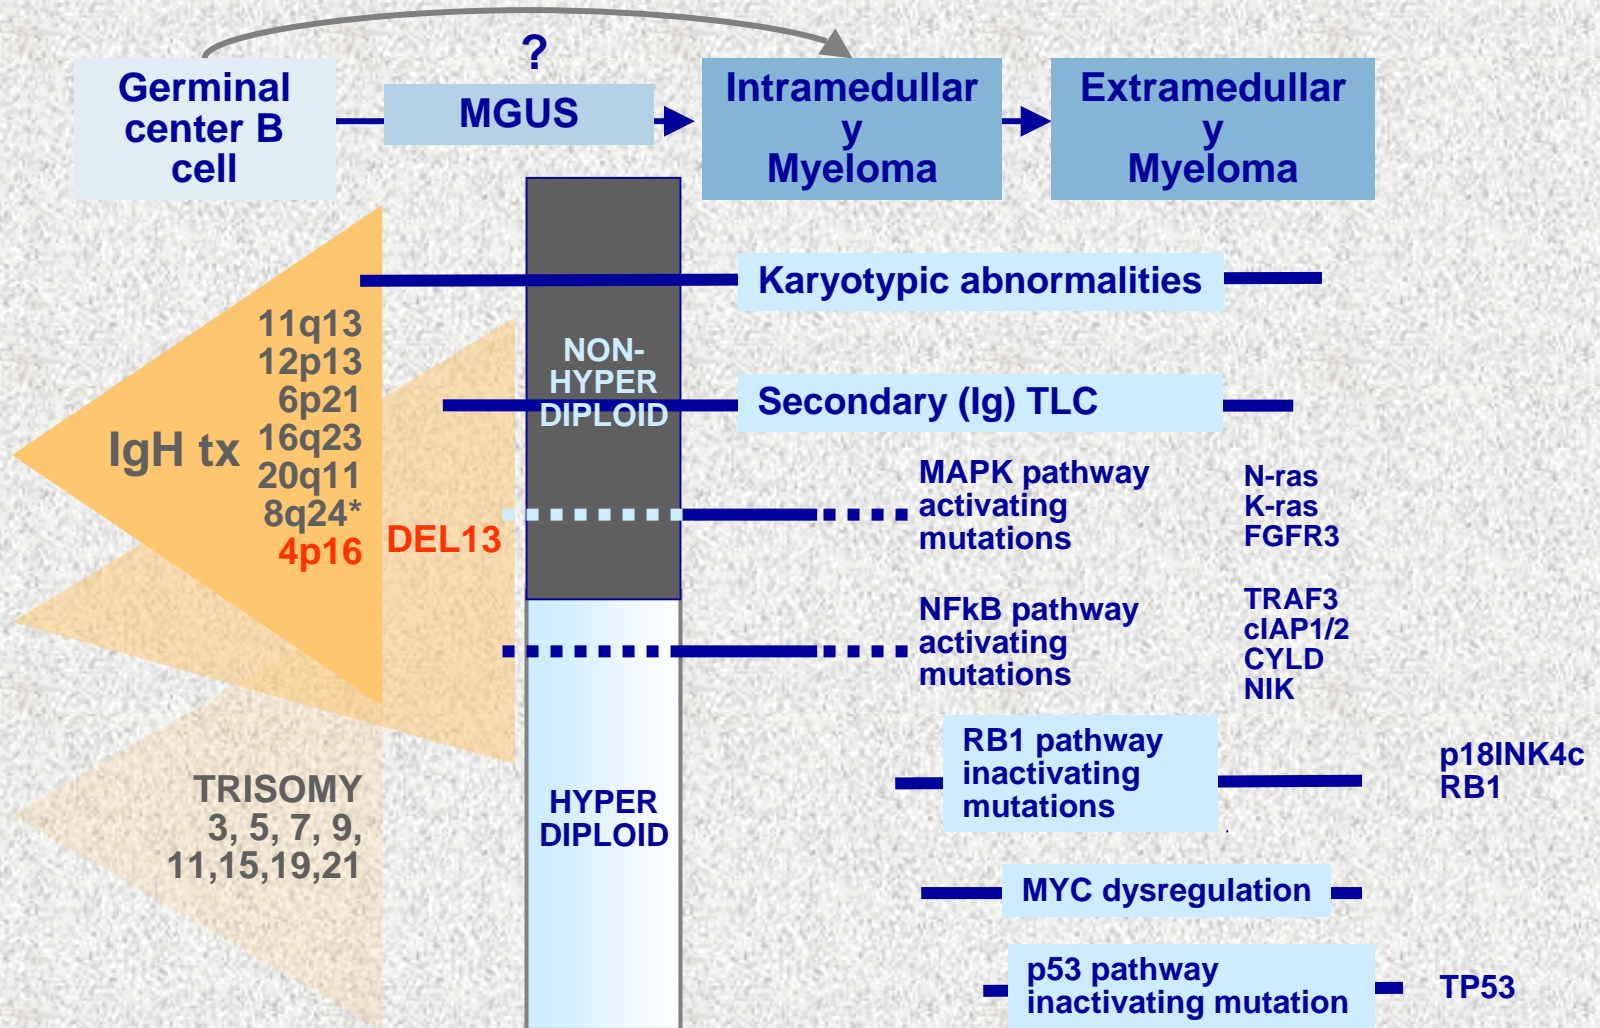 ?
Germinal
center B
cell
MGUS
Intramedullar
y
Myeloma
Extramedullar
y
Myeloma
Karyotypic abnormalities
11q13
12p13
6p21
16q23
20q11
8q24*
4p16
IgH tx
DEL13
NON-
HYPER
DIPLOID
Secondary (Ig) TLC
MAPK pathway
activating
mutations
N-ras
K-ras
FGFR3
NFkB pathway
activating
mutations
TRAF3
cIAP1/2
CYLD
NIK
RB1 pathway
inactivating
mutations
p18INK4c
RB1
TRISOMY
3, 5, 7, 9,
11,15,19,21
HYPER
DIPLOID
MYC dysregulation
p53 pathway
inactivating mutation
TP53